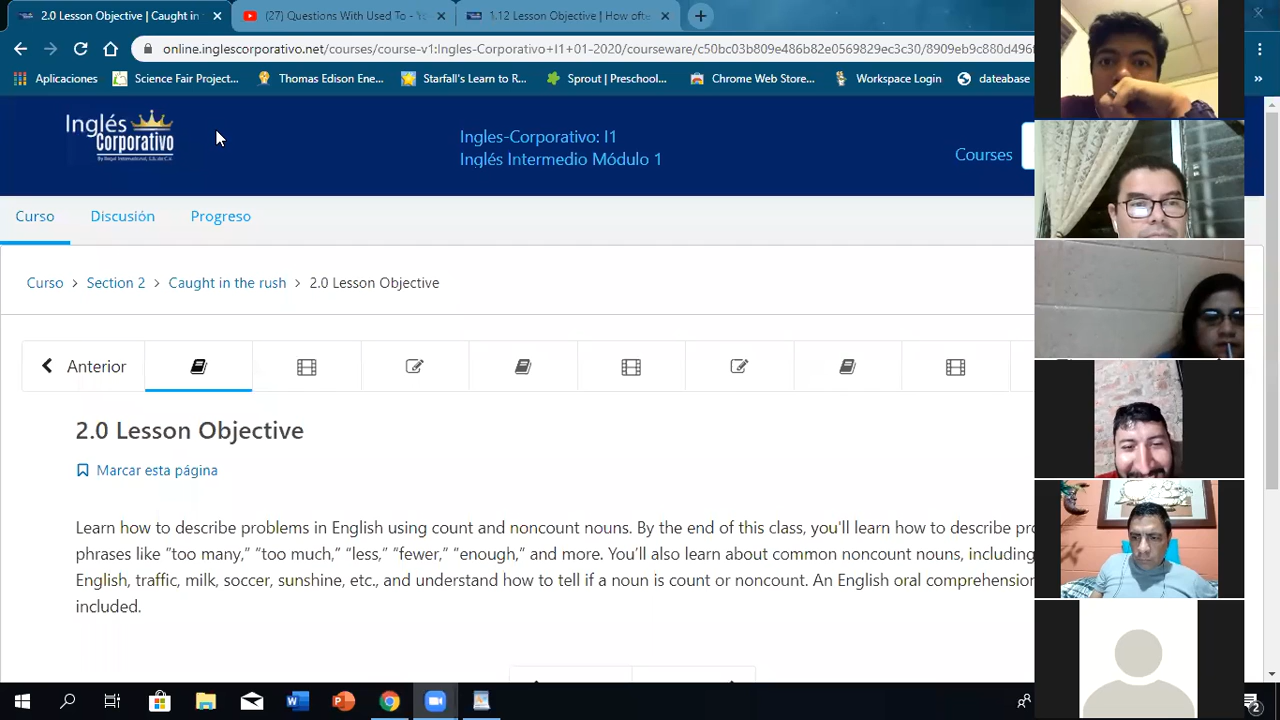 2.0 Lesson Objective | Caught in
(27) Questions With Used To - Yo
1.12 Lesson Objective | How ofte
online.inglescorporativo.net/courses/course-v1:Ingles-Corporativo+I1+01-2020/courseware/c50bc03b809e486b82e0569829ec3c30/8909eb9c880d496f
Aplicaciones
Science Fair Project...
Thomas Edison Ene...
Starfall's Learn to R...
Sprout | Preschool...
Chrome Web Store...
Workspace Login
dateabase
»
Inglés
Corporativo
Ingles-Corporativo: I1
Inglés Intermedio Módulo 1
Courses
Curso
Discusión
Progreso
Curso > Section 2 > Caught in the rush > 2.0 Lesson Objective
Anterior
2.0 Lesson Objective
Marcar esta página
Learn how to describe problems in English using count and noncount nouns. By the end of this class, you'll learn how to describe pro
phrases like "too many," "too much," "less," "fewer," "enough," and more. You'll also learn about common noncount nouns, including
English, traffic, milk, soccer, sunshine, etc., and understand how to tell if a noun is count or noncount. An English oral comprehension
included.
2